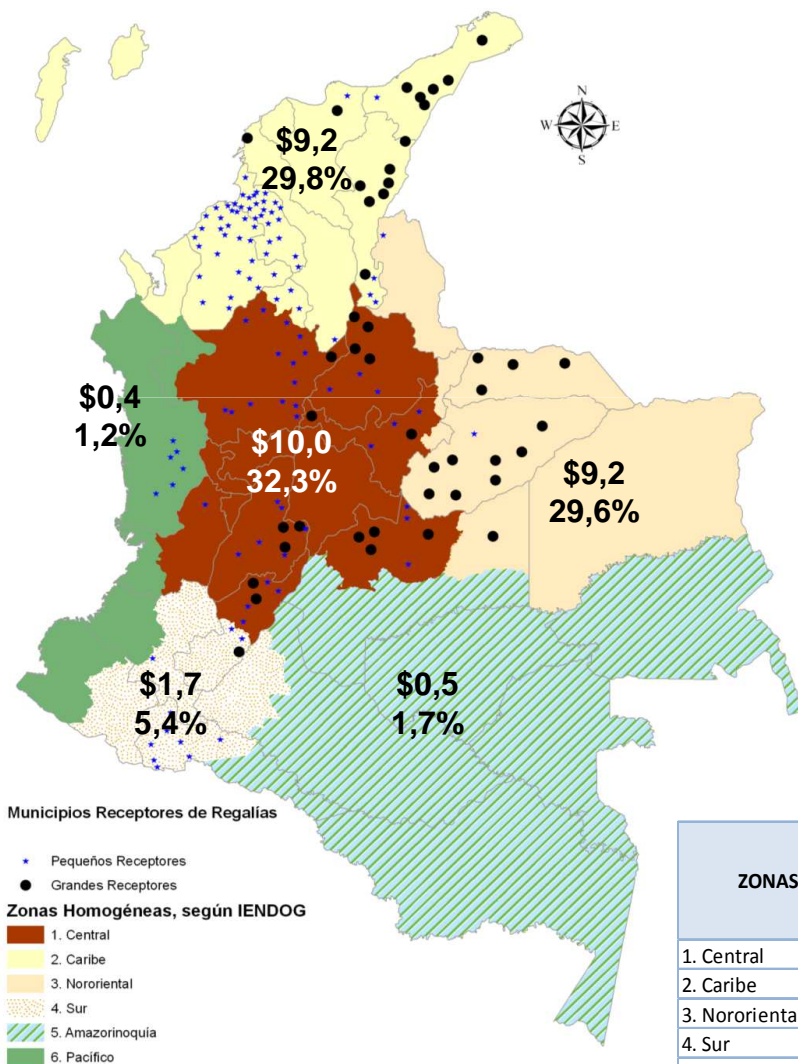 N
W E
S
$9,2
29,8%
$0,4
1,2%
$10,0
32,3%
$9,2
29,6%
$1,7
5,4%
$0,5
1,7%
Municipios Receptores de Regalías
Pequeños Receptores
Grandes Receptores
Zonas Homogéneas, según IENDOG
1. Central
2. Caribe
3. Nororiental
4. Sur
5. Amazorinoquía
6. Pacífico
ZONAS
1. Central
2. Caribe
3. Nororienta
4. Sur